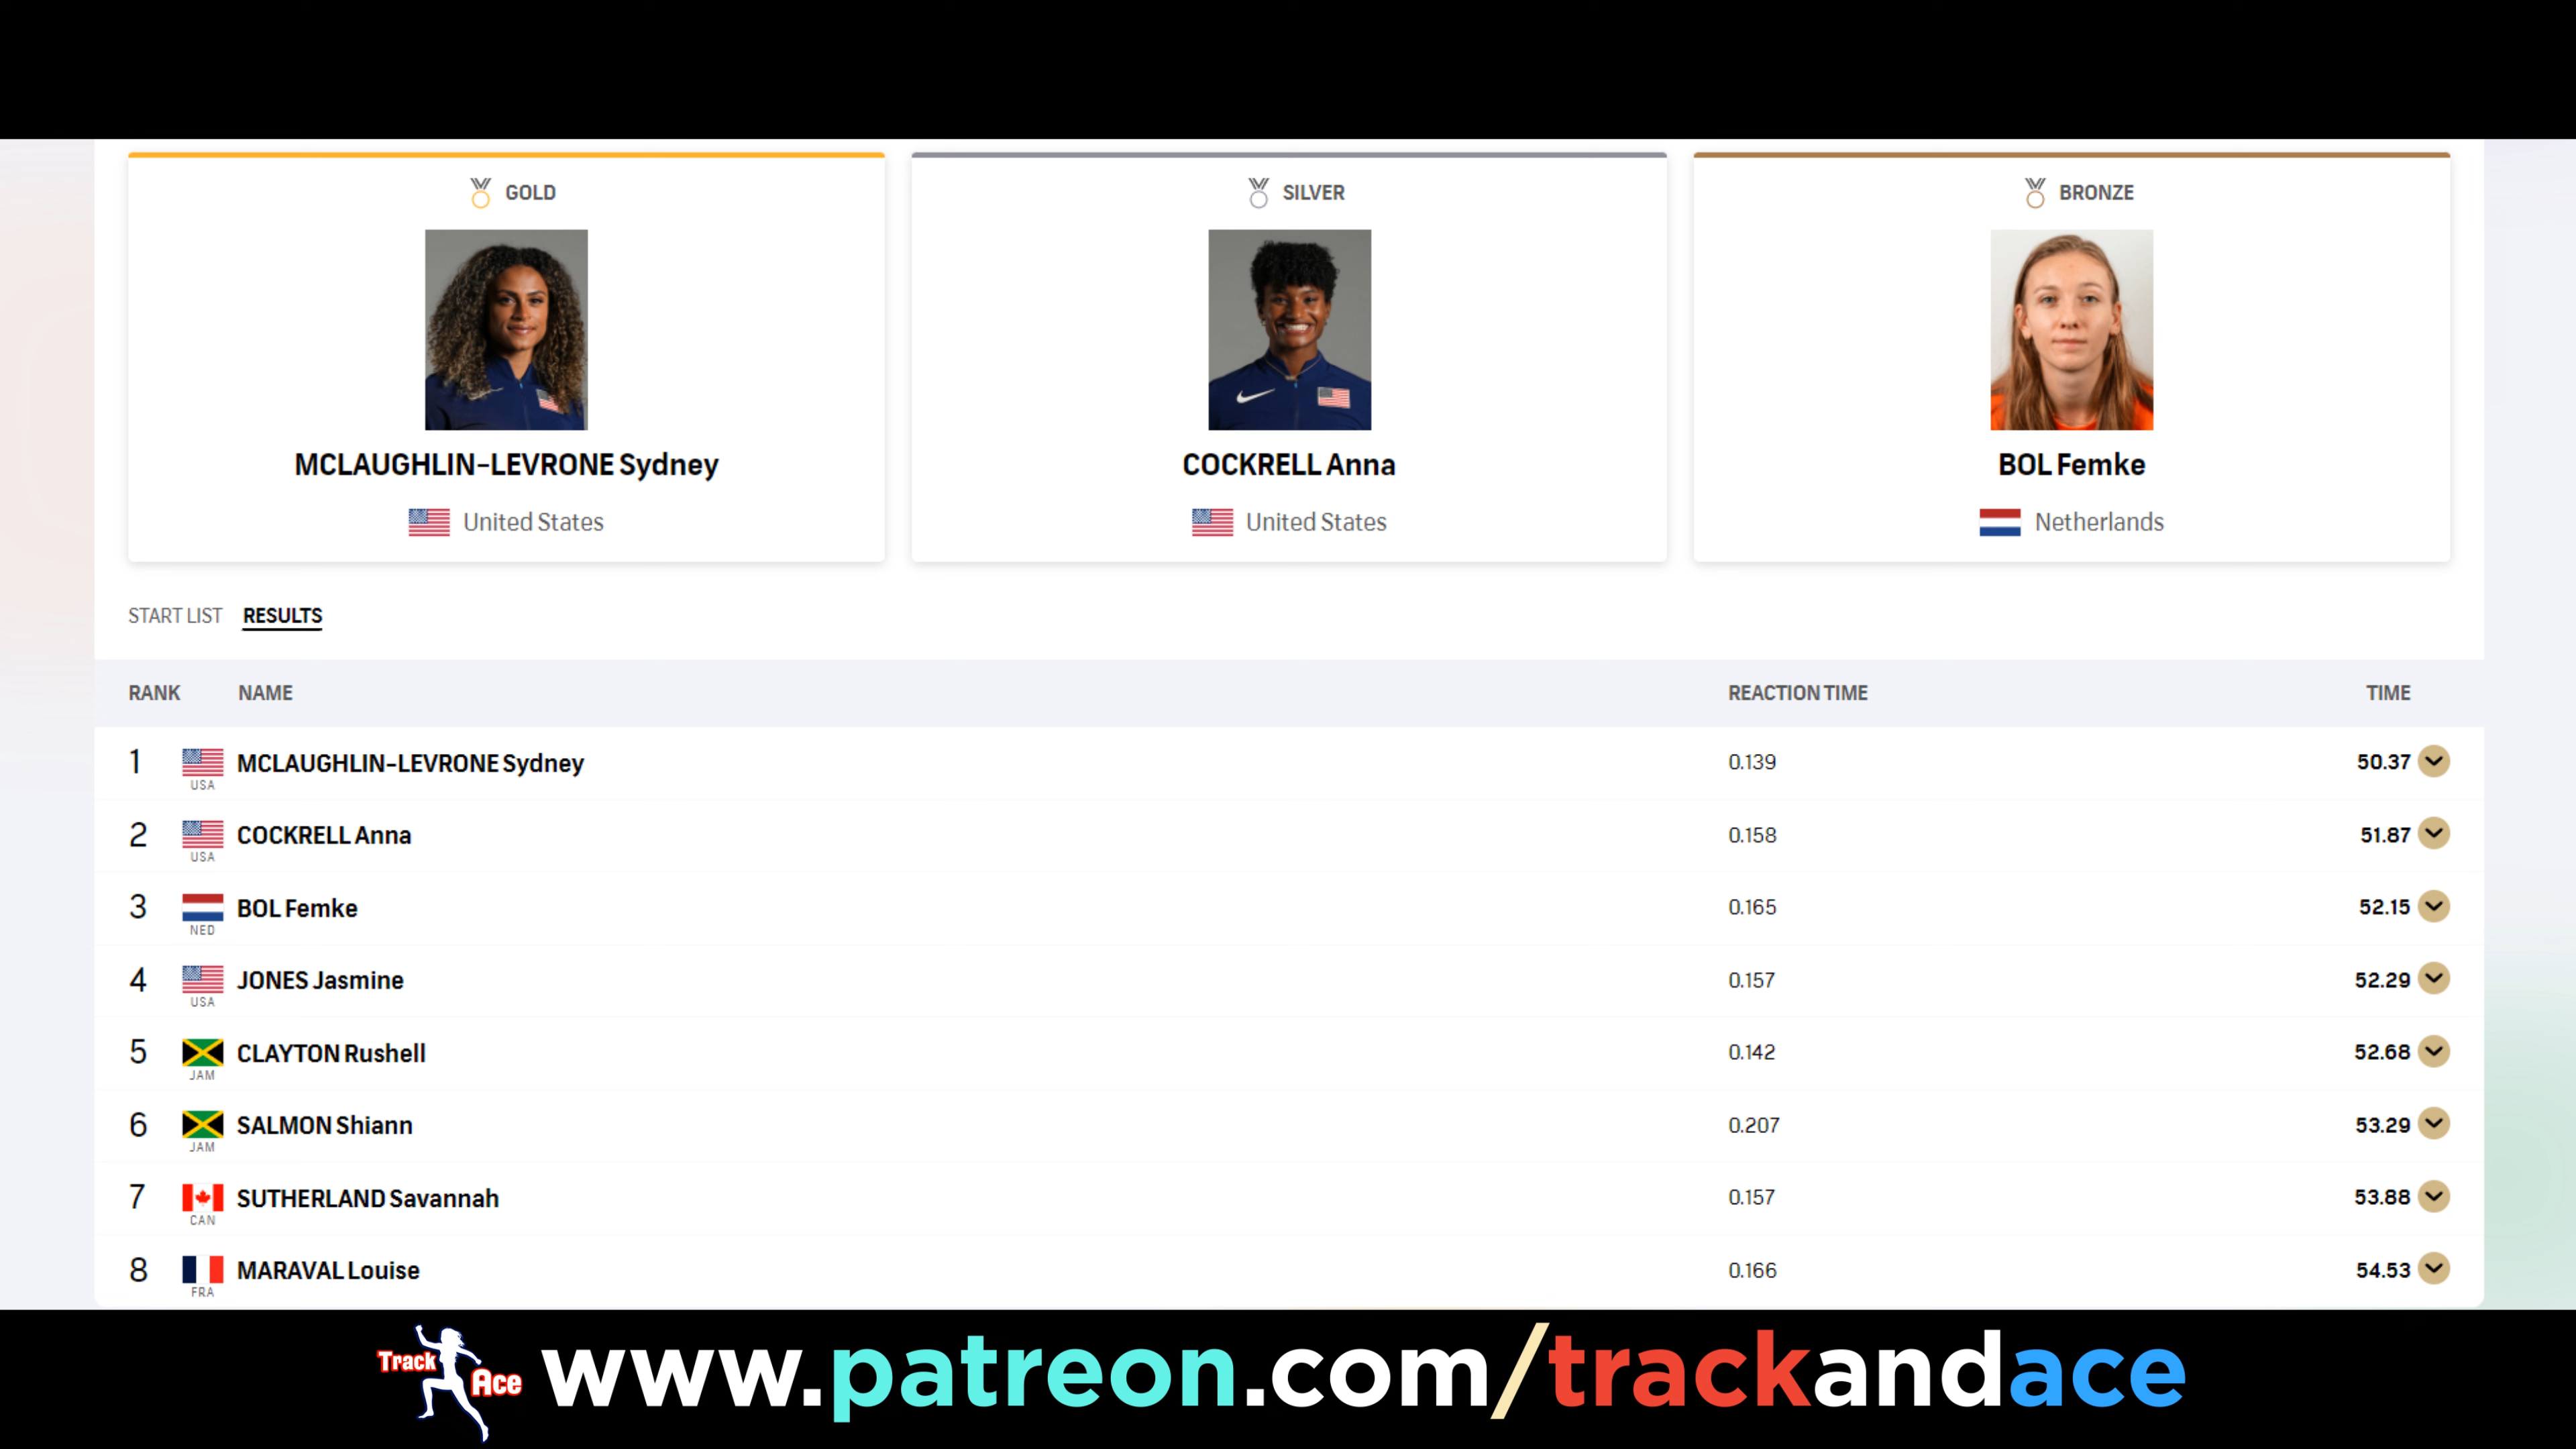 GOLD
MCLAUGHLIN-LEVRONE Sydney
United States
SILVER
COCKRELL Anna
United States
BRONZE
BOL Femke
Netherlands
START LIST RESULTS
RANK NAME REACTION TIME TIME
1 USA MCLAUGHLIN-LEVRONE Sydney 0.139 50.37
2 USA COCKRELL Anna 0.158 51.87
3 NED BOL Femke 0.165 52.15
4 USA JONES Jasmine 0.157 52.29
5 JAM CLAYTON Rushell 0.142 52.68
6 JAM SALMON Shiann 0.207 53.29
7 CAN SUTHERLAND Savannah 0.157 53.88
8 FRA MARAVAL Louise 0.166 54.53
Track Ace www.patreon.com/trackandace